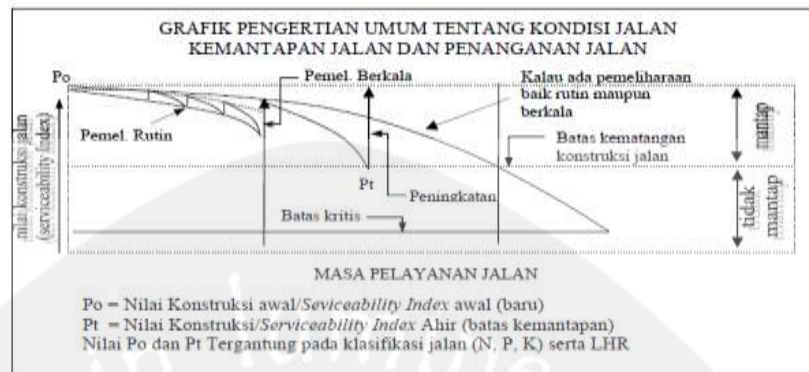 GRAFIK PENGERTIAN UMUM TENTANG KONDISI JALAN
KEMANTAPAN JALAN DAN PENANGANAN JALAN
Po
Pemel. Berkala
Kalau ada pemeliharaan
baik rutin maupun
berkala
Pemel. Rutin
Batas kematangan
konstruksi jalan
mantap
nilai konstruksi jalan
(serviceability Index)
Pt
Peningkatan
Batas kritis
tidak
mantap
MASA PELAYANAN JALAN
Po = Nilai Konstruksi awal/Seviceability Index awal (baru)
Pt = Nilai Konstruksi/Serviceability Index Ahir (batas kemantapan)
Nilai Po dan Pt Tergantung pada klasifikasi jalan (N, P, K) serta LHR